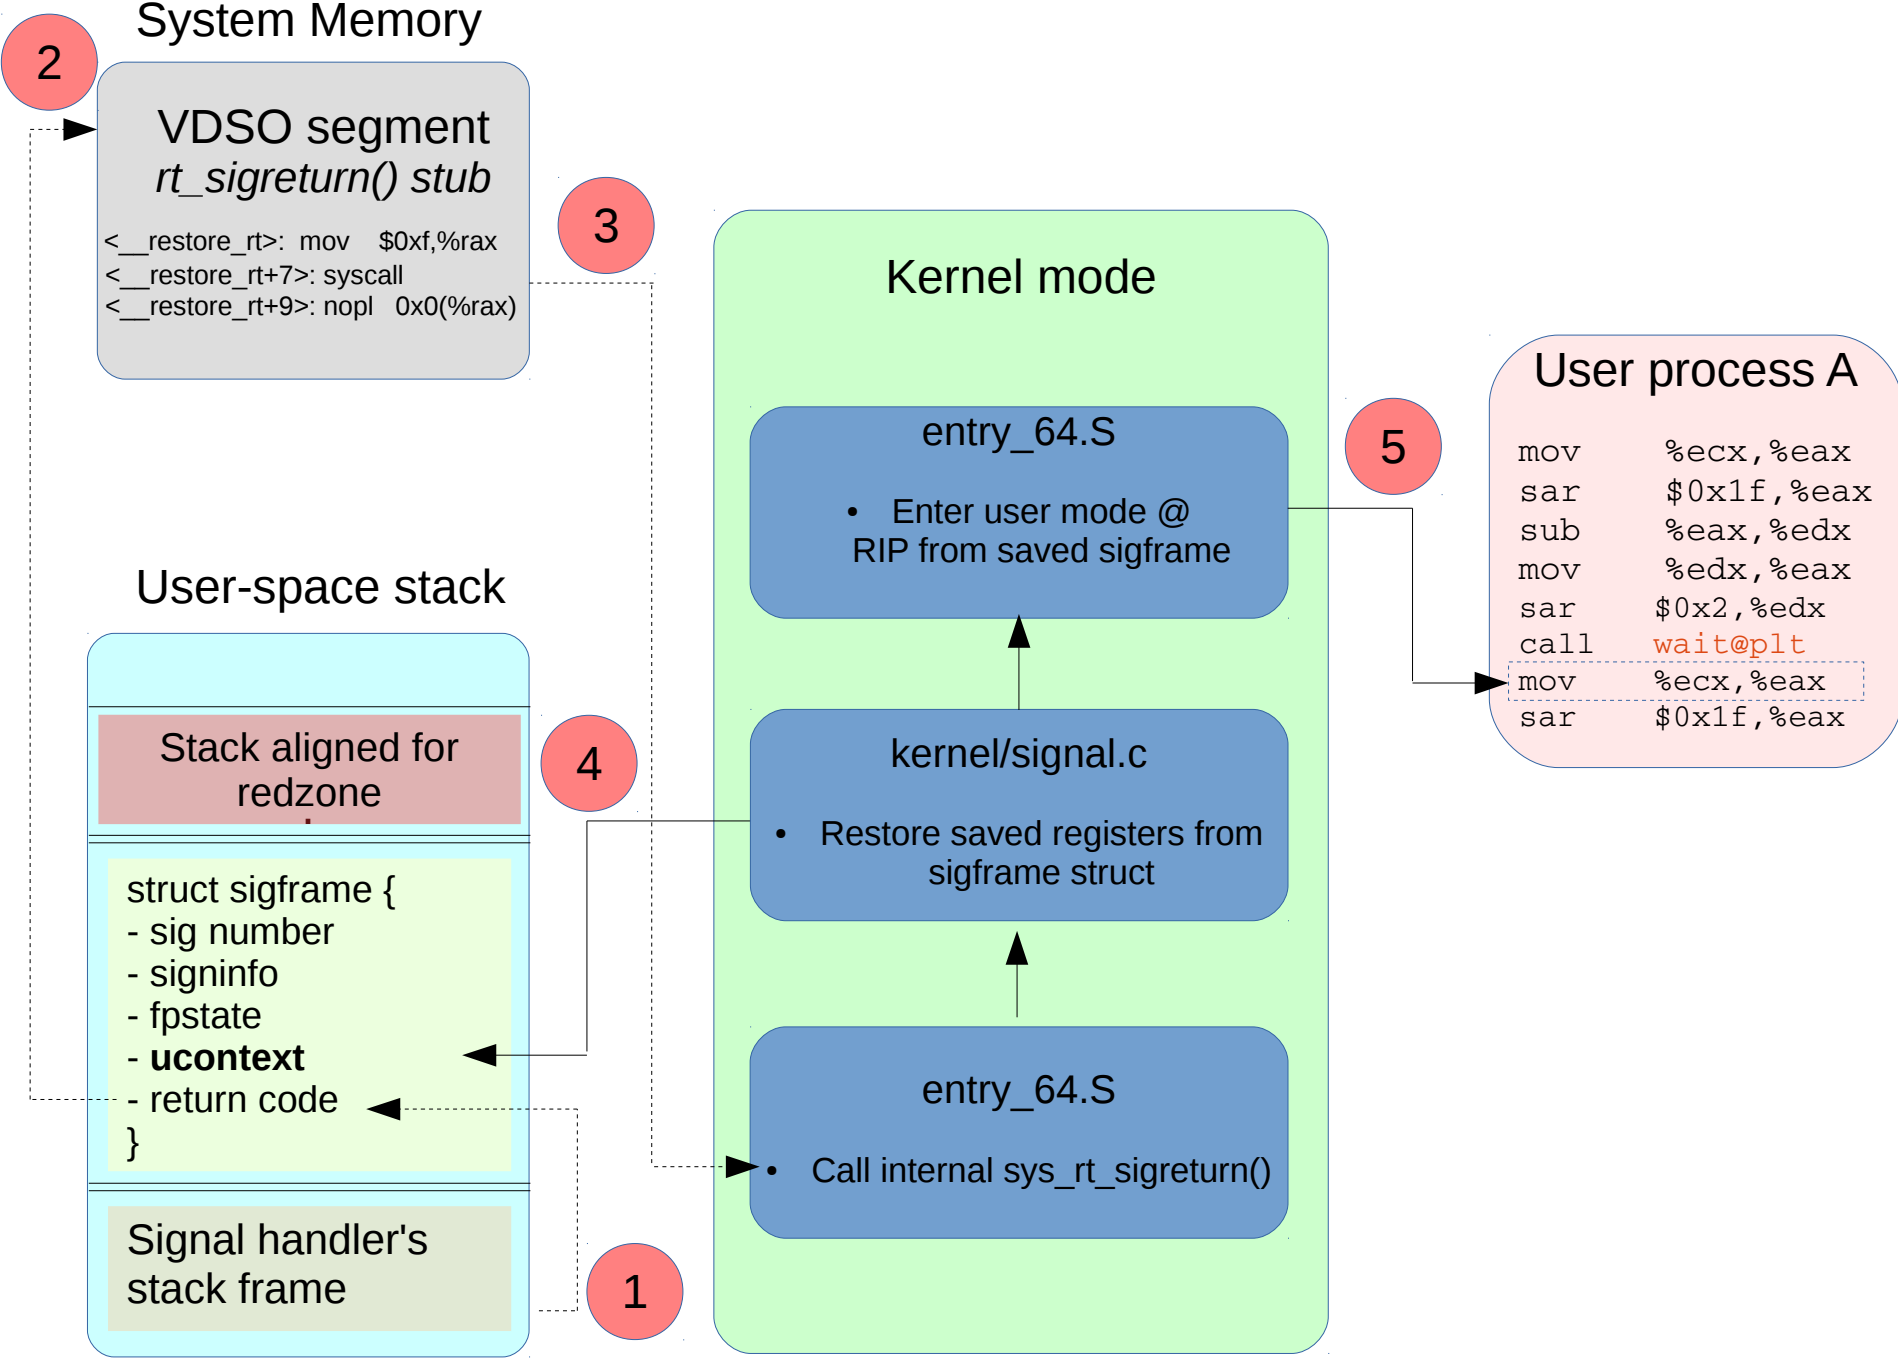 System Memory
2
VDSO segment
rt_sigreturn() stub
<__restore_rt>: mov $0xf,%rax
<__restore_rt+7>: syscall
<__restore_rt+9>: nopl 0x0(%rax)
3
User-space stack
Stack aligned for
redzone
4
struct sigframe {
- sig number
- signinfo
- fpstate
- ucontext
- return code
}
Signal handler's
stack frame
1
Kernel mode
entry_64.S
• Enter user mode @
RIP from saved sigframe
kernel/signal.c
• Restore saved registers from
sigframe struct
entry_64.S
• Call internal sys_rt_sigreturn()
5
User process A
mov %ecx,%eax
sar $0x1f,%eax
sub %eax,%edx
mov %edx,%eax
sar $0x2,%edx
call wait@plt
mov %ecx,%eax
sar $0x1f,%eax